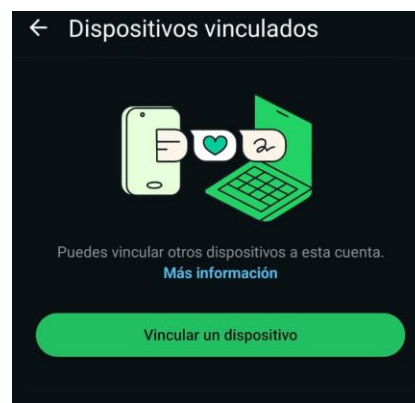 Dispositivos vinculados
Puedes vincular otros dispositivos a esta cuenta.
Más información
Vincular un dispositivo